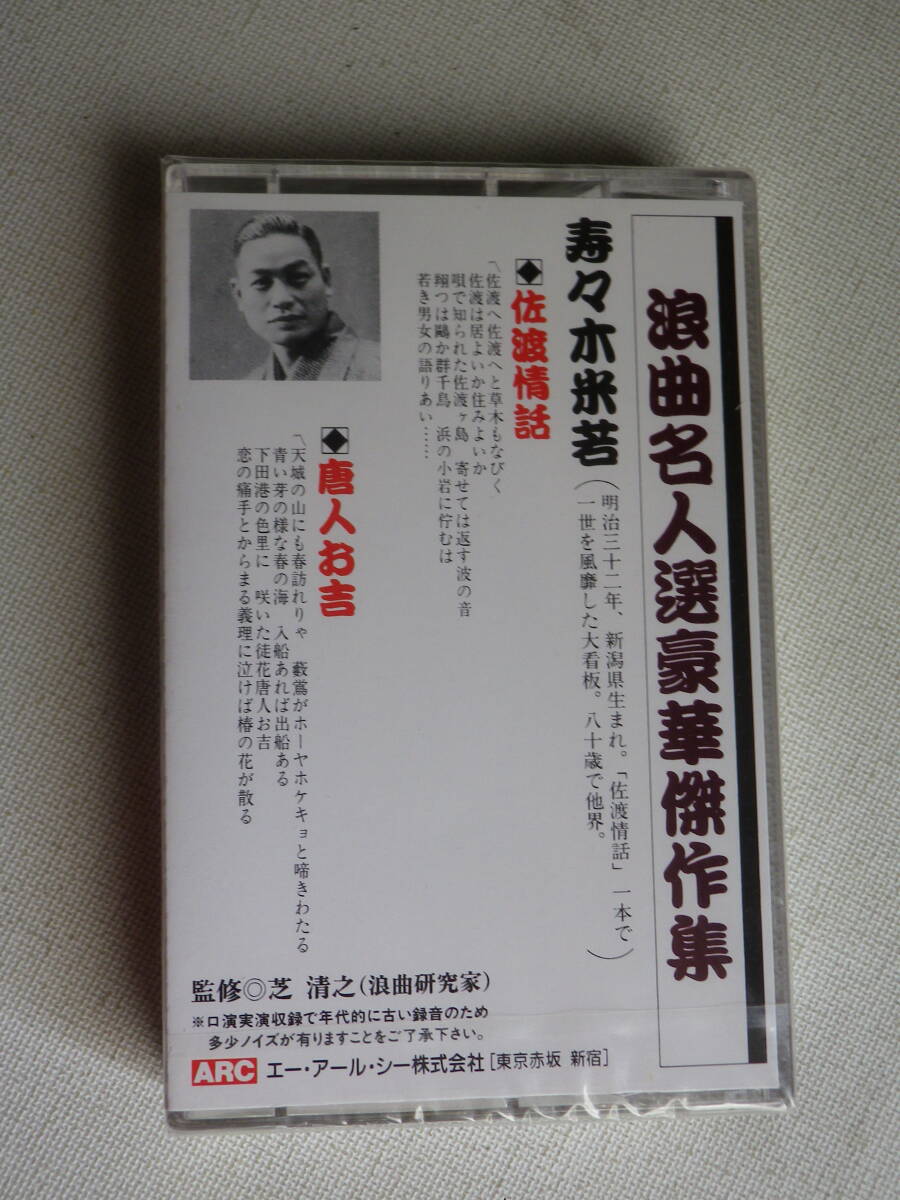 浪曲名人選豪華傑作集
寿々木米若
（明治三十二年、新潟県生まれ。「佐渡情話」一本で
一世を風靡した大看板。八十歳で他界。）
◆佐渡情話
〽佐渡へ佐渡へと草木もなびく
佐渡は居よいか住みよいか
唄で知られた佐渡ヶ島　寄せては返す波の音
翔つは鷗か群千鳥　浜の小岩に佇むは
若き男女の語りあい……
◆唐人お吉
〽天城の山にも春訪れりゃ　藪鶯がホーヤホケキョと啼きわたる
青い芽の様な春の海　入船あれば出船ある
下田港の色里に　咲いた徒花唐人お吉
恋の痛手とからまる義理に泣けば椿の花が散る
監修◎芝 清之（浪曲研究家）
※口演実演収録で年代的に古い録音のため
多少ノイズが有りますことをご了承下さい。
ARC エー・アール・シー株式会社［東京赤坂 新宿］